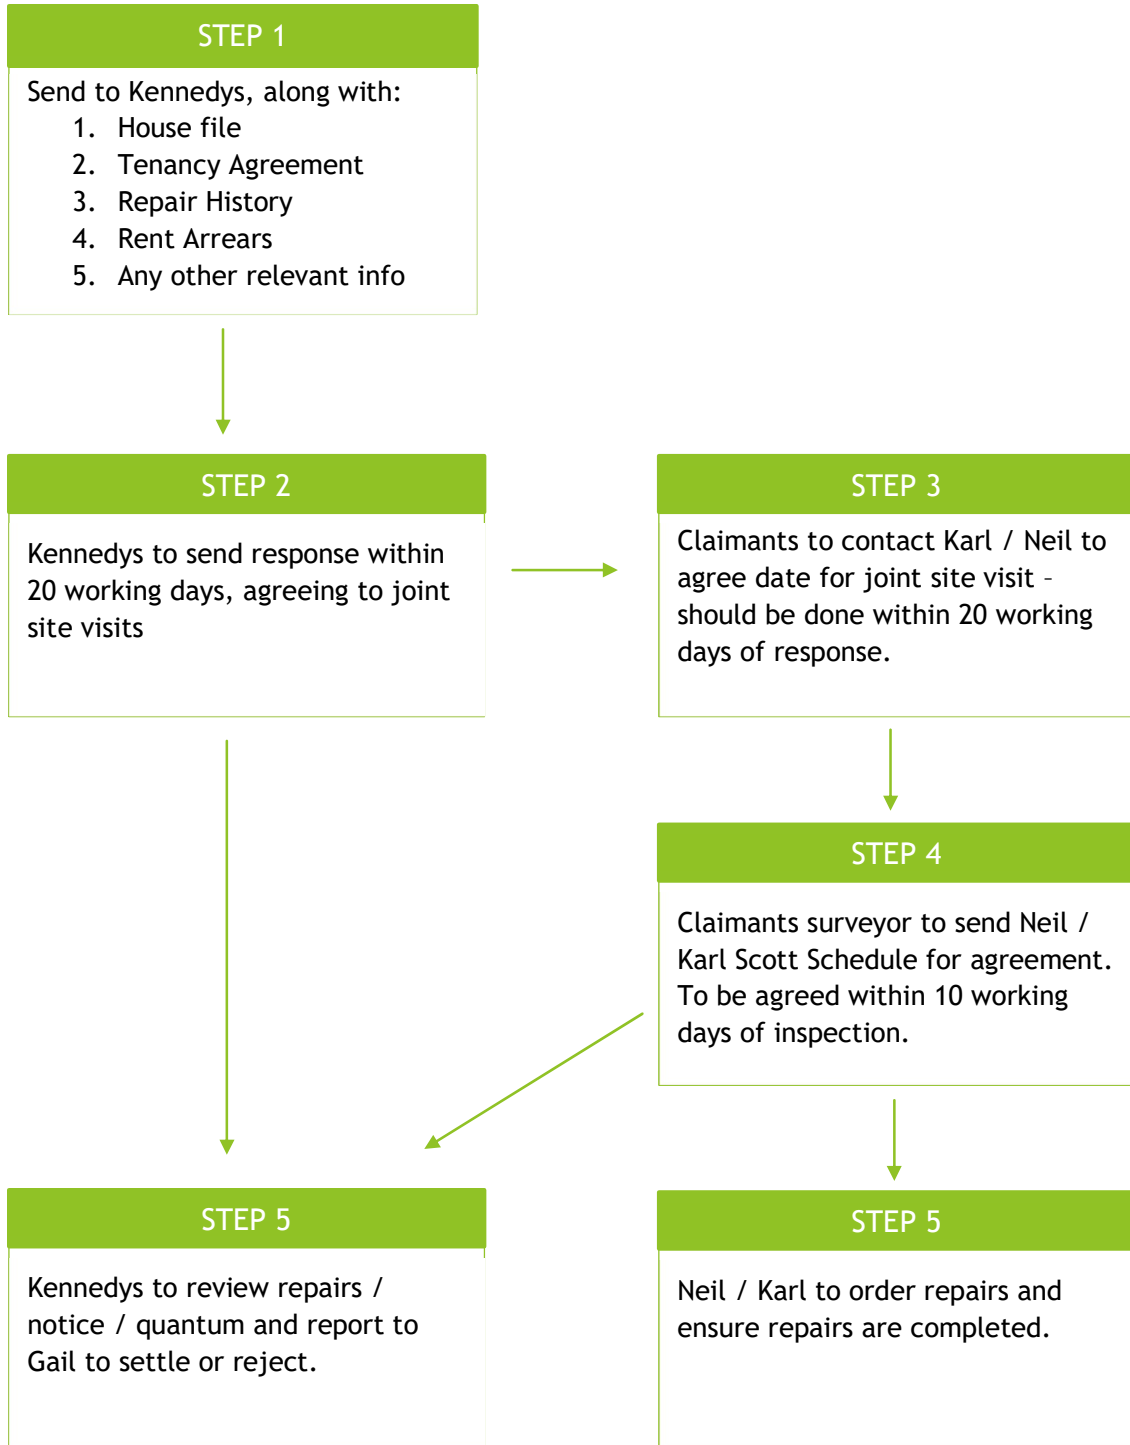 STEP 1
Send to Kennedys, along with:
1. House file
2. Tenancy Agreement
3. Repair History
4. Rent Arrears
5. Any other relevant info
STEP 2
Kennedys to send response within
20 working days, agreeing to joint
site visits
STEP 3
Claimants to contact Karl / Neil to
agree date for joint site visit –
should be done within 20 working
days of response.
STEP 4
Claimants surveyor to send Neil /
Karl Scott Schedule for agreement.
To be agreed within 10 working
days of inspection.
STEP 5
Kennedys to review repairs /
notice / quantum and report to
Gail to settle or reject.
STEP 5
Neil / Karl to order repairs and
ensure repairs are completed.